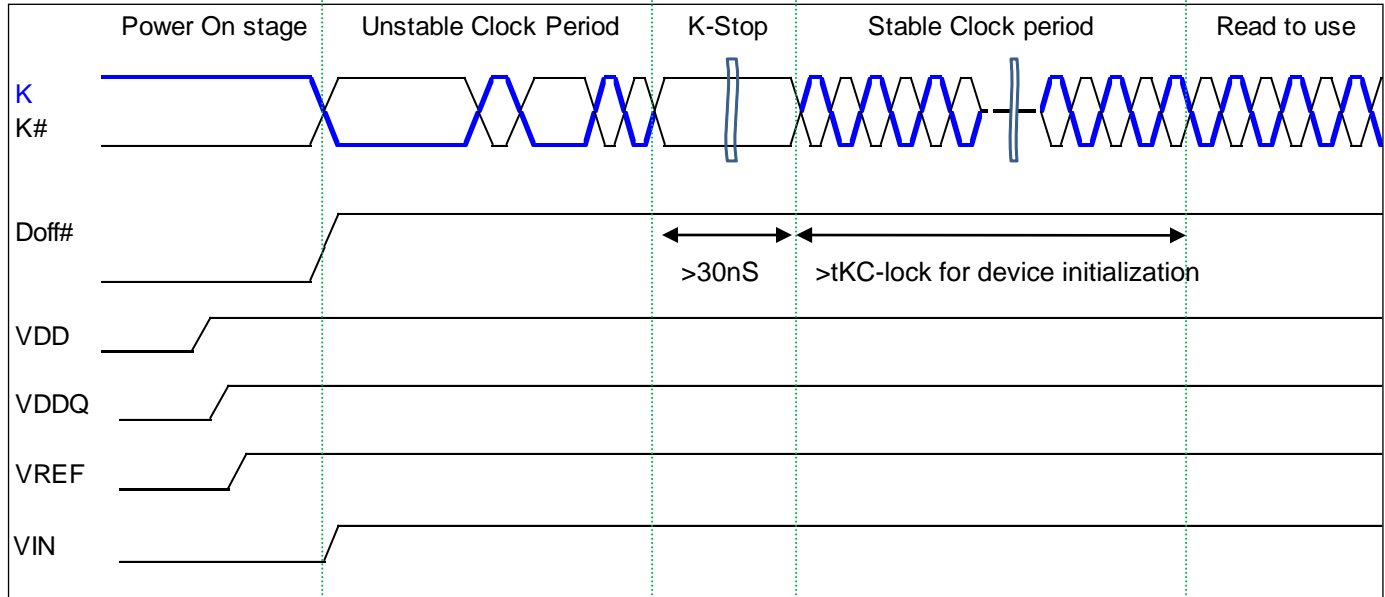 Power On stage
Unstable Clock Period
K-Stop
Stable Clock period
Read to use
K
K#
Doff#
>30nS
>tKC-lock for device initialization
VDD
VDDQ
VREF
VIN